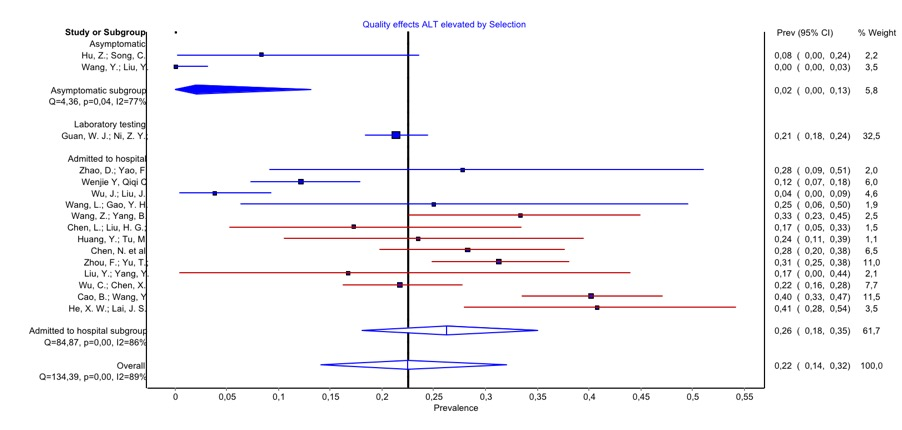 Quality effects ALT elevated by Selection
Study or Subgroup Prev (95% CI) % Weight
Asymptomatic
Hu, Z.; Song, C. 0,08 ( 0,00, 0,24) 2,2
Wang, Y.; Liu, Y. 0,00 ( 0,00, 0,03) 3,5
Asymptomatic subgroup 0,02 ( 0,00, 0,13) 5,8
Q=4,36, p=0,04, I2=77%
Laboratory testing
Guan, W. J.; Ni, Z. Y. 0,21 ( 0,18, 0,24) 32,5
Admitted to hospital
Zhao, D.; Yao, F 0,28 ( 0,09, 0,51) 2,0
Wenjie Y, Qiqi C 0,12 ( 0,07, 0,18) 6,0
Wu, J.; Liu, J. 0,04 ( 0,00, 0,09) 4,6
Wang, L.; Gao, Y. H. 0,25 ( 0,06, 0,50) 1,9
Wang, Z.; Yang, B. 0,33 ( 0,23, 0,45) 2,5
Chen, L.; Liu, H. G.; 0,17 ( 0,05, 0,33) 1,5
Huang, Y.; Tu, M 0,24 ( 0,11, 0,39) 1,1
Chen, N. et al 0,28 ( 0,20, 0,38) 6,5
Zhou, F.; Yu, T.; 0,31 ( 0,25, 0,38) 11,0
Liu, Y.; Yang, Y. 0,17 ( 0,00, 0,44) 2,1
Wu, C.; Chen, X. 0,22 ( 0,16, 0,28) 7,7
Cao, B.; Wang, Y 0,40 ( 0,33, 0,47) 11,5
He, X. W.; Lai, J. S. 0,41 ( 0,28, 0,54) 3,5
Admitted to hospital subgroup 0,26 ( 0,18, 0,35) 61,7
Q=84,87, p=0,00, I2=86%
Overall 0,22 ( 0,14, 0,32) 100,0
Q=134,39, p=0,00, I2=89%
0 0,05 0,1 0,15 0,2 0,25 0,3 0,35 0,4 0,45 0,5 0,55
Prevalence